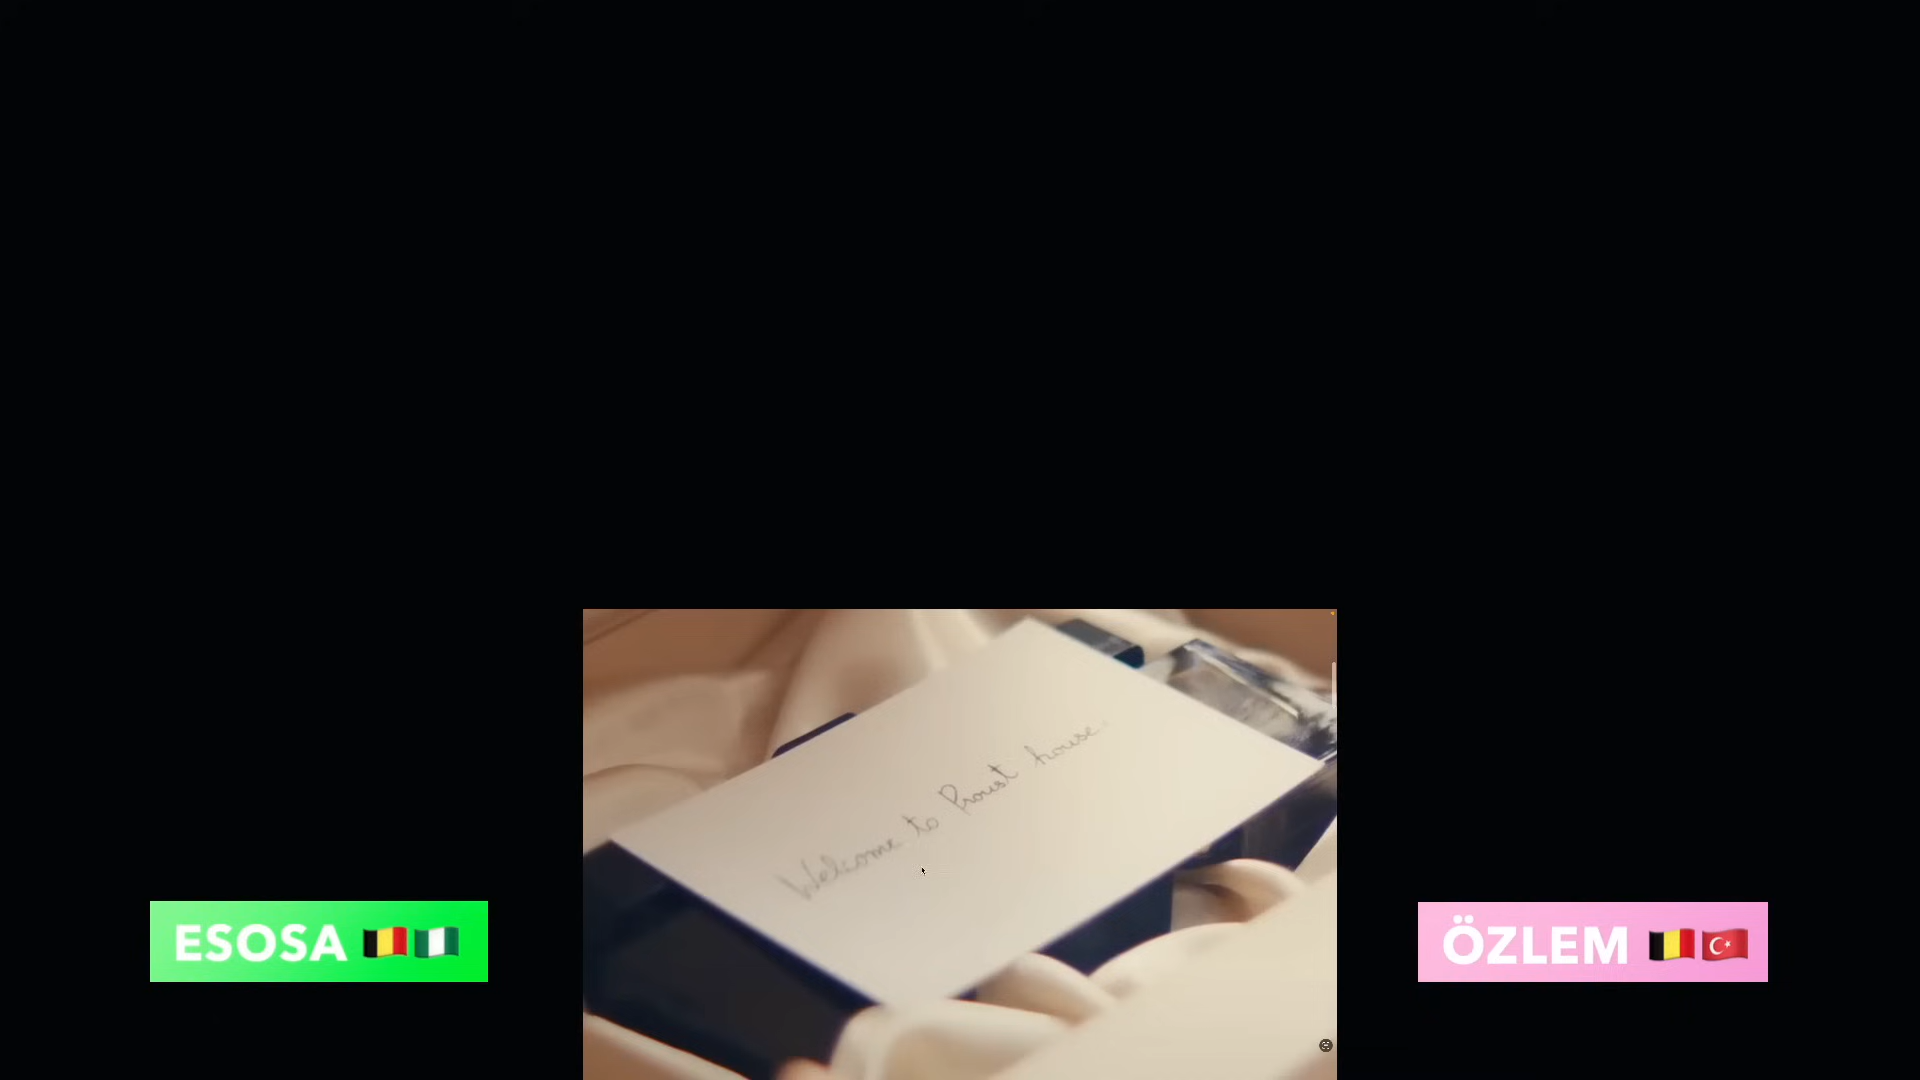 Welcome to Proust house.
ESOSA 🇧🇪🇳🇬
ÖZLEM 🇧🇪🇹🇷